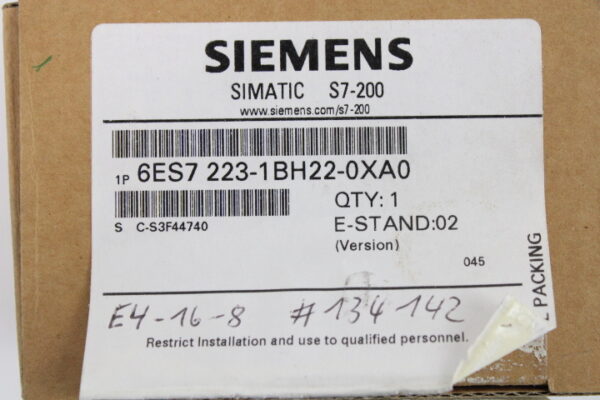 SIEMENS
SIMATIC S7-200
www.siemens.com/s7-200
1P 6ES7 223-1BH22-0XA0
QTY: 1
S C-S3F44740
E-STAND:02
(Version)
045
PACKING
E4-16-8 #134142
Restrict Installation and use to qualified personnel.